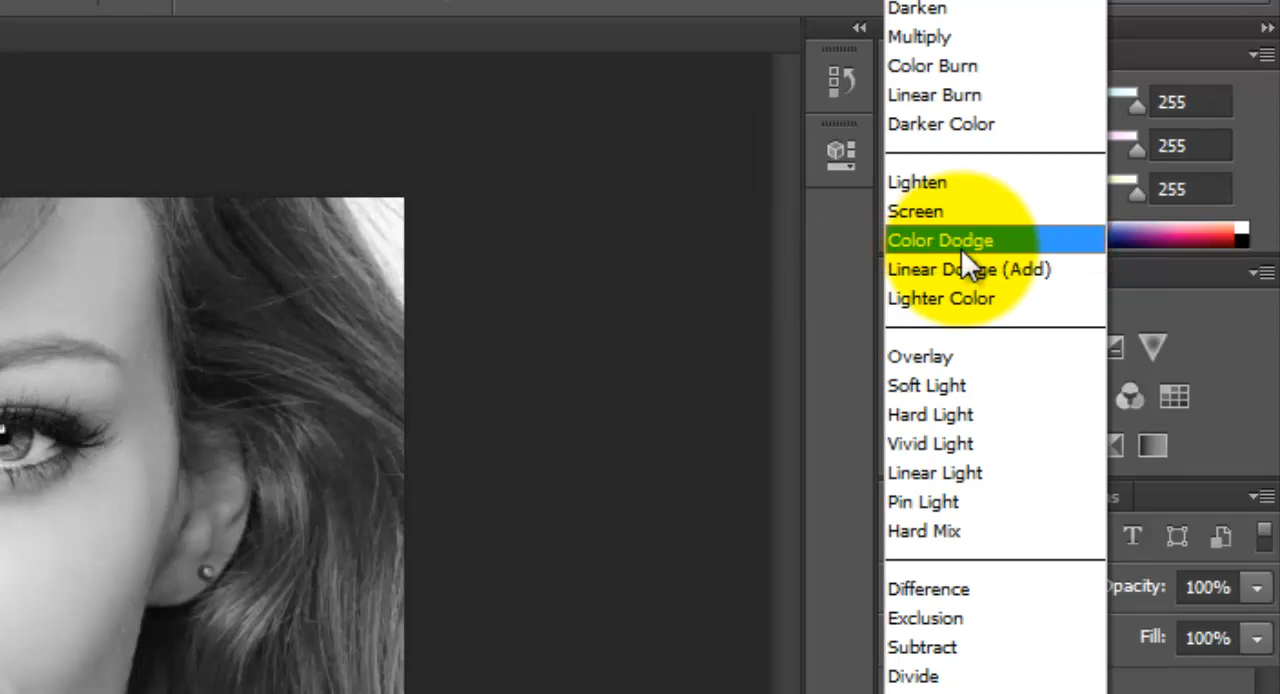 Darken
Multiply
Color Burn
Linear Burn
Darker Color
Lighten
Screen
Color Dodge
Linear Dodge (Add)
Lighter Color
Overlay
Soft Light
Hard Light
Vivid Light
Linear Light
Pin Light
Hard Mix
Difference
Exclusion
Subtract
Divide
255
255
255
s
T
pacity: 100%
Fill: 100%